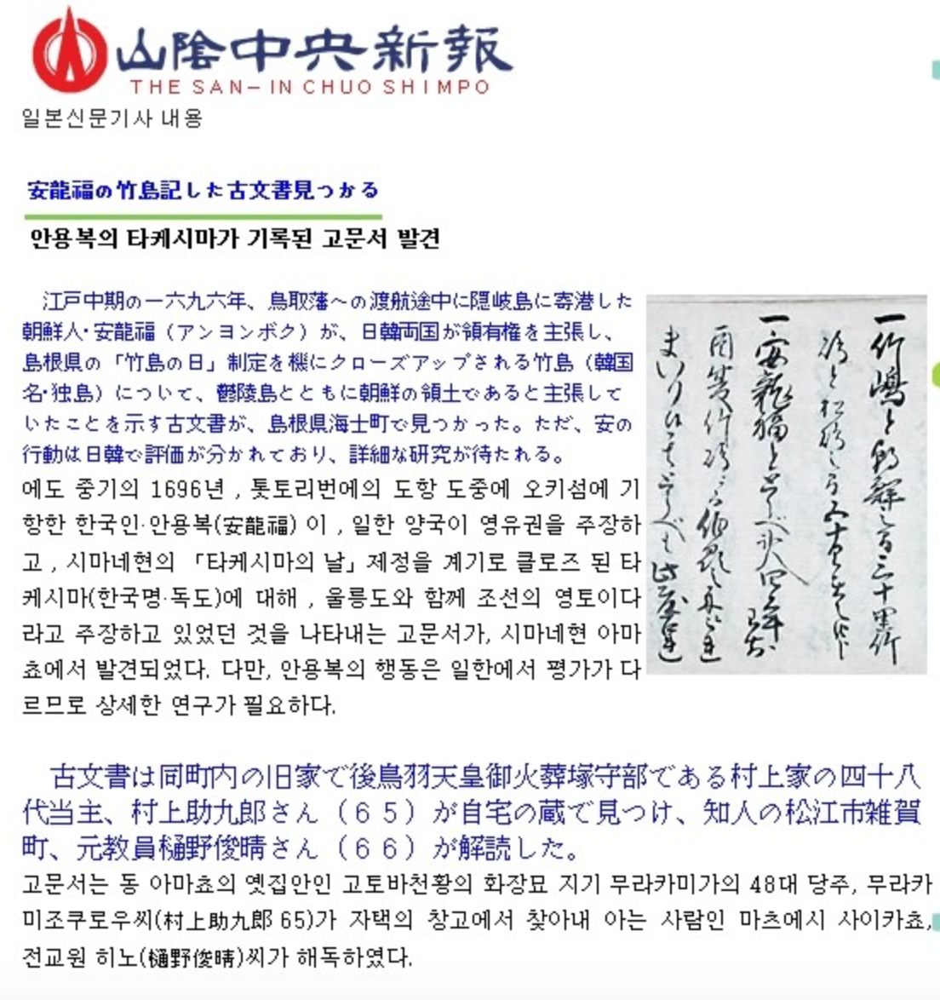 山陰中央新報
THE SAN-IN CHUO SHIMPO
일본신문기사 내용
安龍福の竹島記した古文書見つかる
안용복의 타케시마가 기록된 고문서 발견
江戸中期の一六九六年、鳥取藩への渡航途中に隠岐島に寄港した
朝鮮人・安龍福（アンヨンボク）が、日韓両国が領有権を主張し、
島根県の「竹島の日」制定を機にクローズアップされる竹島（韓国
名・独島）について、鬱陵島とともに朝鮮の領土であると主張して
いたことを示す古文書が、島根県海士町で見つかった。ただ、安の
行動は日韓で評価が分かれており、詳細な研究が待たれる。
에도 중기의 1696년 , 톳토리번에의 도항 도중에 오키섬에 기
항한 한국인·안용복(安龍福) 이 , 일한 양국이 영유권을 주장하
고 , 시마네현의 「타케시마의 날」제정을 계기로 클로즈 된 타
케시마(한국명·독도)에 대해 , 울릉도와 함께 조선의 영토이다
라고 주장하고 있었던 것을 나타내는 고문서가, 시마네현 아마
쵸에서 발견되었다. 다만, 안용복의 행동은 일한에서 평가가 다
르므로 상세한 연구가 필요하다.
古文書は同町内の旧家で後鳥羽天皇御火葬塚守部である村上家の四十八
代当主、村上助九郎さん（６５）が自宅の蔵で見つけ、知人の松江市雑賀
町、元教員樋野俊晴さん（６６）が解読した。
고문서는 동 아마쵸의 옛집안인 고토바천황의 화장묘 지기 무라카미가의 48대 당주, 무라카
미조쿠로우씨(村上助九郎 65)가 자택의 창고에서 찾아내 아는 사람인 마츠에시 사이카쵸,
전교원 히노(樋野俊晴)씨가 해독하였다.